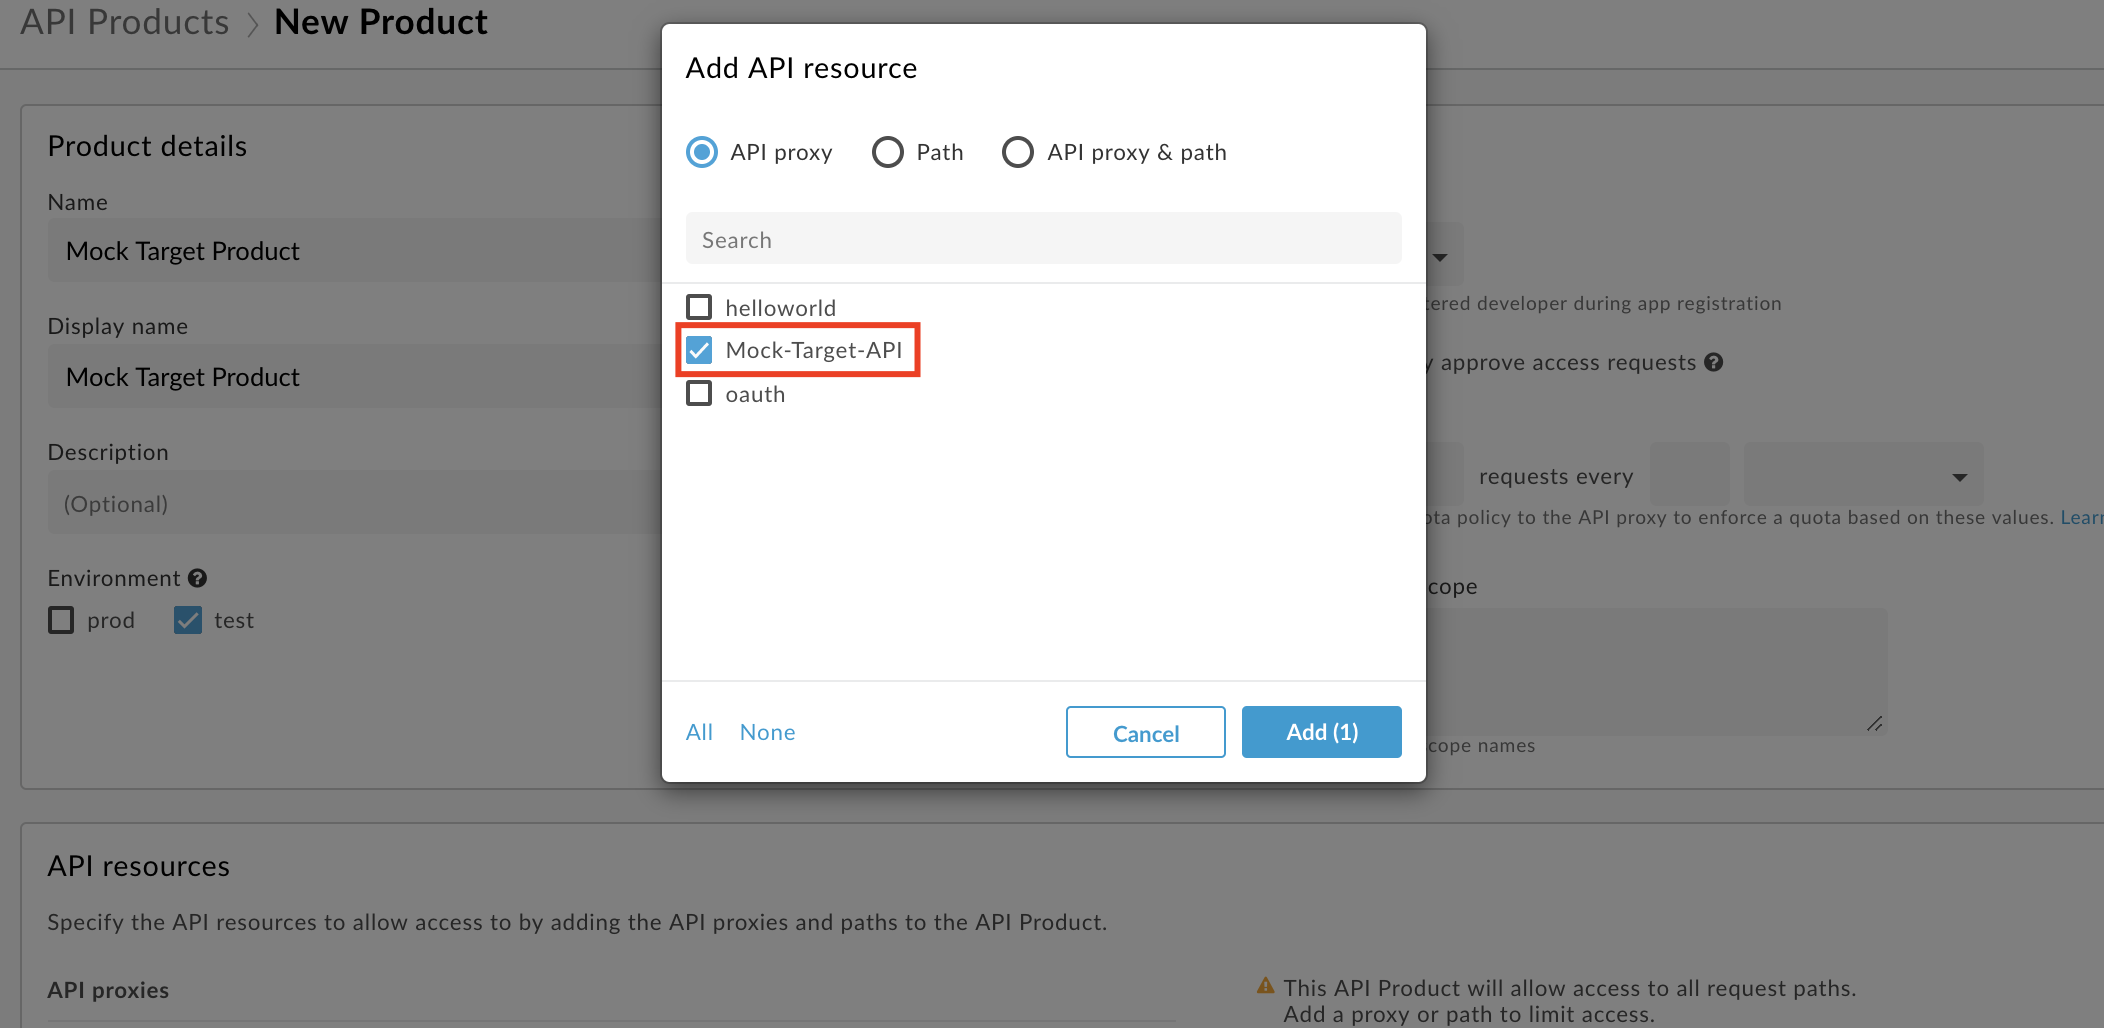 API Products > New Product
Product details
Name
Mock Target Product
Display name
Mock Target Product
Description
(Optional)
Environment
prod test
Add API resource
API proxy Path API proxy & path
Search
helloworld
Mock-Target-API
oauth
All None Cancel Add (1)
tered developer during app registration
y approve access requests
requests every
ota policy to the API proxy to enforce a quota based on these values. Lear
cope
cope names
API resources
Specify the API resources to allow access to by adding the API proxies and paths to the API Product.
API proxies
This API Product will allow access to all request paths.
Add a proxy or path to limit access.